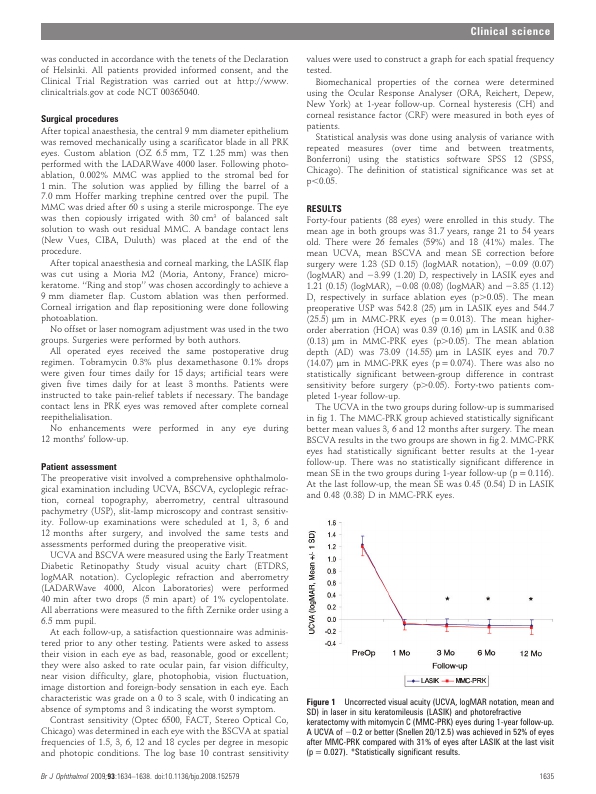 Clinical science
was conducted in accordance with the tenets of the Declaration
of Helsinki. All patients provided informed consent, and the
Clinical Trial Registration was carried out at http://www.
clinicaltrials.gov at code NCT 00365040.
Surgical procedures
After topical anaesthesia, the central 9 mm diameter epithelium
was removed mechanically using a scarificator blade in all PRK
eyes. Custom ablation (OZ 6.5 mm, TZ 1.25 mm) was then
performed with the LADARWave 4000 laser. Following photo-
ablation, 0.002% MMC was applied to the stromal bed for
1 min. The solution was applied by filling the barrel of a
7.0 mm Hoffer marking trephine centred over the pupil. The
MMC was dried after 60 s using a sterile microsponge. The eye
was then copiously irrigated with 30 cm³ of balanced salt
solution to wash out residual MMC. A bandage contact lens
(New Vues, CIBA, Duluth) was placed at the end of the
procedure.
After topical anaesthesia and corneal marking, the LASIK flap
was cut using a Moria M2 (Moria, Antony, France) micro-
keratome. "Ring and stop" was chosen accordingly to achieve a
9 mm diameter flap. Custom ablation was then performed.
Corneal irrigation and flap repositioning were done following
photoablation.
No offset or laser nomogram adjustment was used in the two
groups. Surgeries were performed by both authors.
All operated eyes received the same postoperative drug
regimen. Tobramycin 0.3% plus dexamethasone 0.1% drops
were given four times daily for 15 days; artificial tears were
given five times daily for at least 3 months. Patients were
instructed to take pain-relief tablets if necessary. The bandage
contact lens in PRK eyes was removed after complete corneal
reepithelialisation.
No enhancements were performed in any eye during
12 months' follow-up.
Patient assessment
The preoperative visit involved a comprehensive ophthalmolo-
gical examination including UCVA, BSCVA, cycloplegic refrac-
tion, corneal topography, aberrometry, central ultrasound
pachymetry (USP), slit-lamp microscopy and contrast sensitiv-
ity. Follow-up examinations were scheduled at 1, 3, 6 and
12 months after surgery, and involved the same tests and
assessments performed during the preoperative visit.
UCVA and BSCVA were measured using the Early Treatment
Diabetic Retinopathy Study visual acuity chart (ETDRS,
logMAR notation). Cycloplegic refraction and aberrometry
(LADARWave 4000, Alcon Laboratories) were performed
40 min after two drops (5 min apart) of 1% cyclopentolate.
All aberrations were measured to the fifth Zernike order using a
6.5 mm pupil.
At each follow-up, a satisfaction questionnaire was adminis-
tered prior to any other testing. Patients were asked to assess
their vision in each eye as bad, reasonable, good or excellent;
they were also asked to rate ocular pain, far vision difficulty,
near vision difficulty, glare, photophobia, vision fluctuation,
image distortion and foreign-body sensation in each eye. Each
characteristic was grade on a 0 to 3 scale, with 0 indicating an
absence of symptoms and 3 indicating the worst symptom.
Contrast sensitivity (Optec 6500, FACT, Stereo Optical Co,
Chicago) was determined in each eye with the BSCVA at spatial
frequencies of 1.5, 3, 6, 12 and 18 cycles per degree in mesopic
and photopic conditions. The log base 10 contrast sensitivity
values were used to construct a graph for each spatial frequency
tested.
Biomechanical properties of the cornea were determined
using the Ocular Response Analyser (ORA, Reichert, Depew,
New York) at 1-year follow-up. Corneal hysteresis (CH) and
corneal resistance factor (CRF) were measured in both eyes of
patients.
Statistical analysis was done using analysis of variance with
repeated measures (over time and between treatments,
Bonferroni) using the statistics software SPSS 12 (SPSS,
Chicago). The definition of statistical significance was set at
p<0.05.
RESULTS
Forty-four patients (88 eyes) were enrolled in this study. The
mean age in both groups was 31.7 years, range 21 to 54 years
old. There were 26 females (59%) and 18 (41%) males. The
mean UCVA, mean BSCVA and mean SE correction before
surgery were 1.23 (SD 0.15) (logMAR notation), −0.09 (0.07)
(logMAR) and −3.99 (1.20) D, respectively in LASIK eyes and
1.21 (0.15) (logMAR), −0.08 (0.08) (logMAR) and −3.85 (1.12)
D, respectively in surface ablation eyes (p>0.05). The mean
preoperative USP was 542.8 (25) µm in LASIK eyes and 544.7
(25.5) µm in MMC-PRK eyes (p = 0.013). The mean higher-
order aberration (HOA) was 0.39 (0.16) µm in LASIK and 0.38
(0.13) µm in MMC-PRK eyes (p>0.05). The mean ablation
depth (AD) was 73.09 (14.55) µm in LASIK eyes and 70.7
(14.07) µm in MMC-PRK eyes (p = 0.074). There was also no
statistically significant between-group difference in contrast
sensitivity before surgery (p>0.05). Forty-two patients com-
pleted 1-year follow-up.
The UCVA in the two groups during follow-up is summarised
in fig 1. The MMC-PRK group achieved statistically significant
better mean values 3, 6 and 12 months after surgery. The mean
BSCVA results in the two groups are shown in fig 2. MMC-PRK
eyes had statistically significant better results at the 1-year
follow-up. There was no statistically significant difference in
mean SE in the two groups during 1-year follow-up (p = 0.116).
At the last follow-up, the mean SE was 0.45 (0.54) D in LASIK
and 0.48 (0.38) D in MMC-PRK eyes.
UCVA (logMAR, Mean +/- 1 SD)
1.6
1.4
1.2
1.0
0.8
0.6
0.4
0.2
0.0
-0.2
-0.4
* * *
PreOp 1 Mo 3 Mo 6 Mo 12 Mo
Follow-up
LASIK MMC-PRK
Figure 1 Uncorrected visual acuity (UCVA, logMAR notation, mean and
SD) in laser in situ keratomileusis (LASIK) and photorefractive
keratectomy with mitomycin C (MMC-PRK) eyes during 1-year follow-up.
A UCVA of −0.2 or better (Snellen 20/12.5) was achieved in 52% of eyes
after MMC-PRK compared with 31% of eyes after LASIK at the last visit
(p = 0.027). *Statistically significant results.
Br J Ophthalmol 2009;93:1634–1638. doi:10.1136/bjo.2008.152579
1635